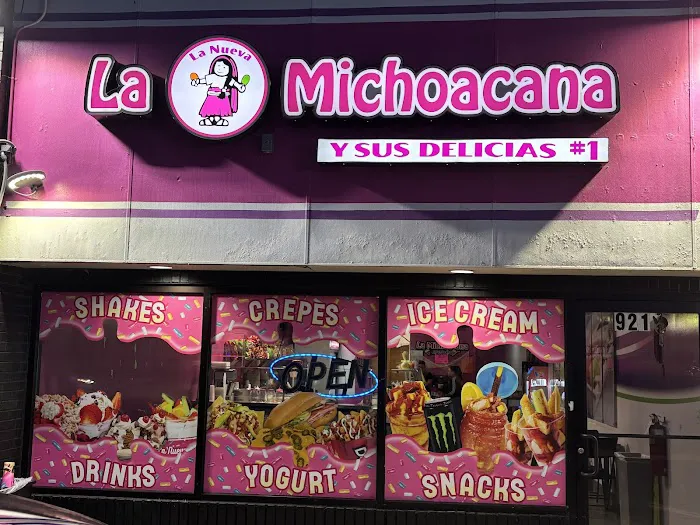 La Michoacana
La Nueva
Y SUS DELICIAS #1
SHAKES
CREPES
ICE CREAM
OPEN
921
DRINKS
YOGURT
SNACKS